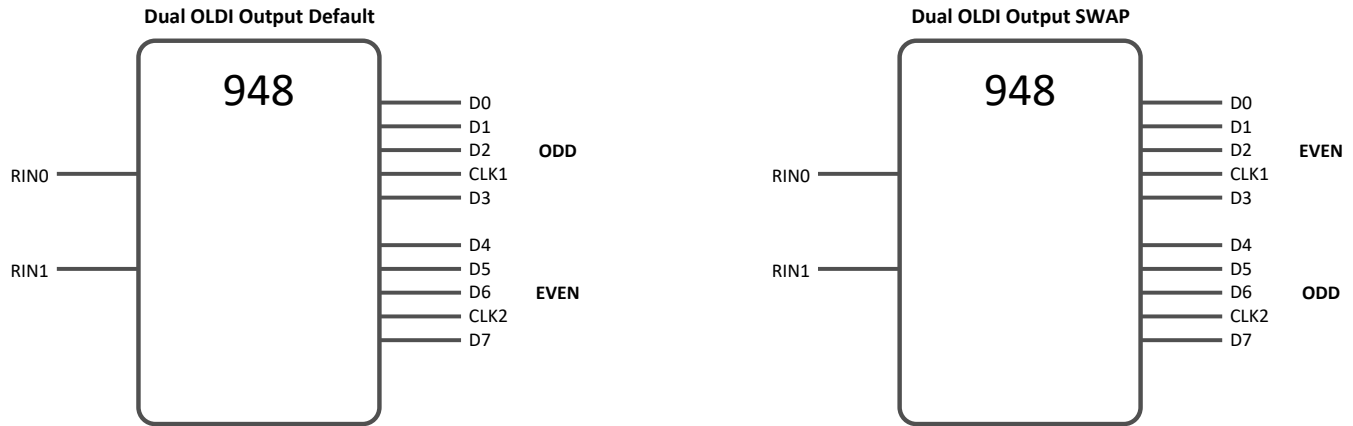 Dual OLDI Output Default
948
RIN0
RIN1
D0
D1
D2
CLK1
D3
D4
D5
D6
CLK2
D7
ODD
EVEN
Dual OLDI Output SWAP
948
RIN0
RIN1
D0
D1
D2
CLK1
D3
D4
D5
D6
CLK2
D7
EVEN
ODD